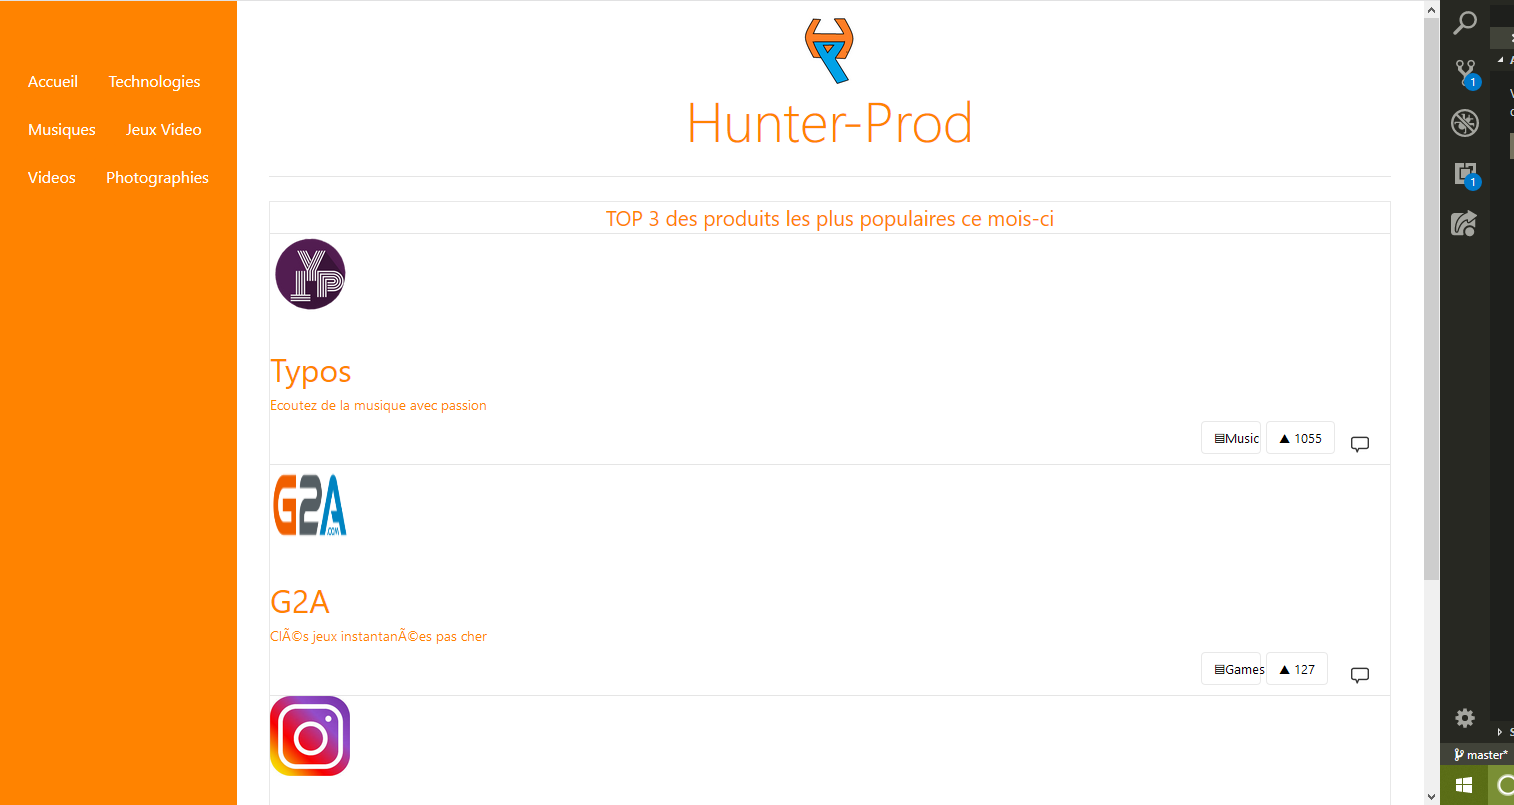 Accueil Technologies
Musiques Jeux Video
Videos Photographies
Hunter-Prod
TOP 3 des produits les plus populaires ce mois-ci
TYP
Typos
Ecoutez de la musique avec passion
Music ▲ 1055
G2A
.COM
G2A
ClÃ©s jeux instantanÃ©es pas cher
Games ▲ 127
1
1
master*